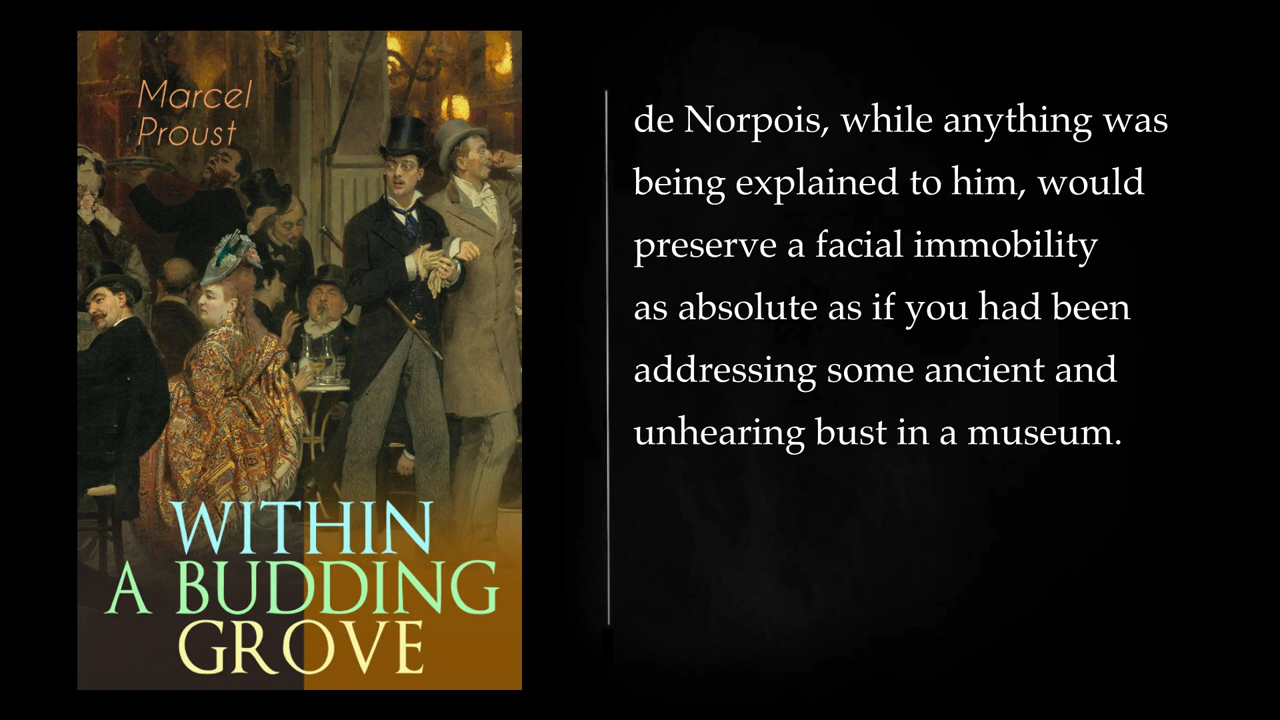 Marcel
Proust
WITHIN
A BUDDING
GROVE
de Norpois, while anything was
being explained to him, would
preserve a facial immobility
as absolute as if you had been
addressing some ancient and
unhearing bust in a museum.